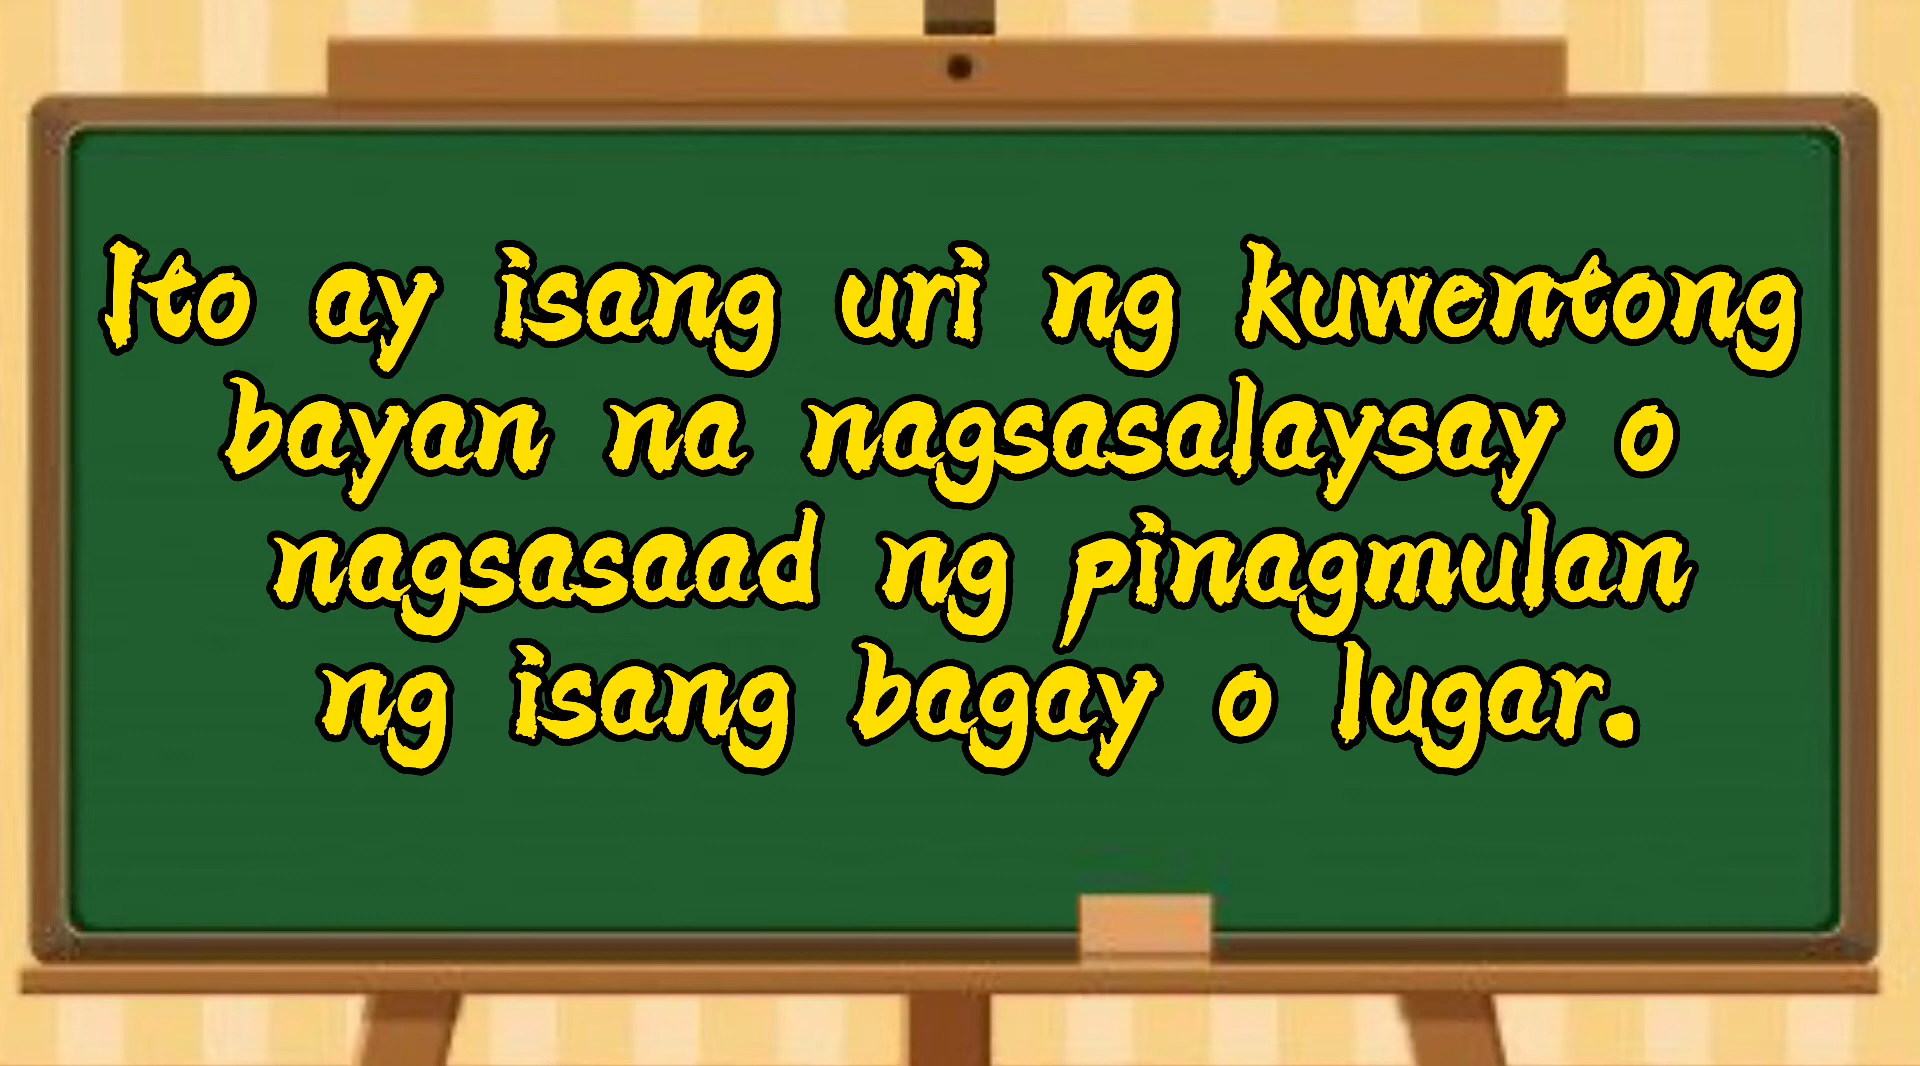 Ito ay isang uri ng kuwentong
bayan na nagsasalaysay o
nagsasaad ng pinagmulan
ng isang bagay o lugar.